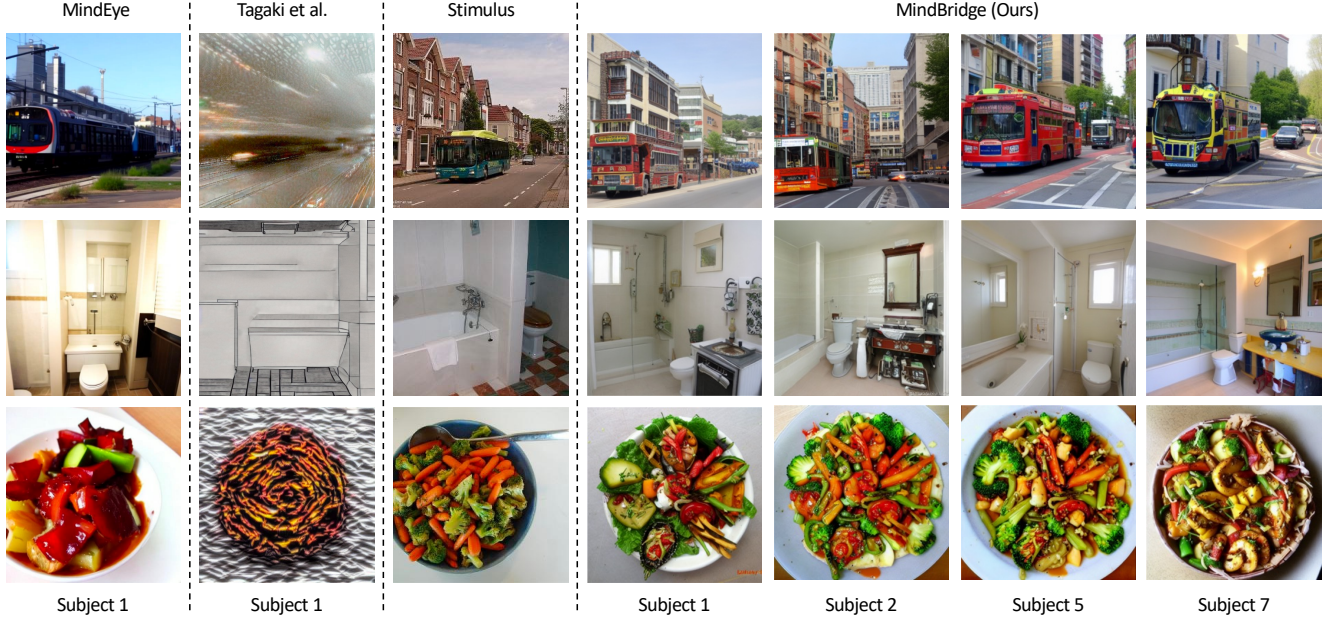 MindEye
Tagaki et al.
Stimulus
MindBridge (Ours)
Subject 1
Subject 1
Subject 1
Subject 2
Subject 5
Subject 7